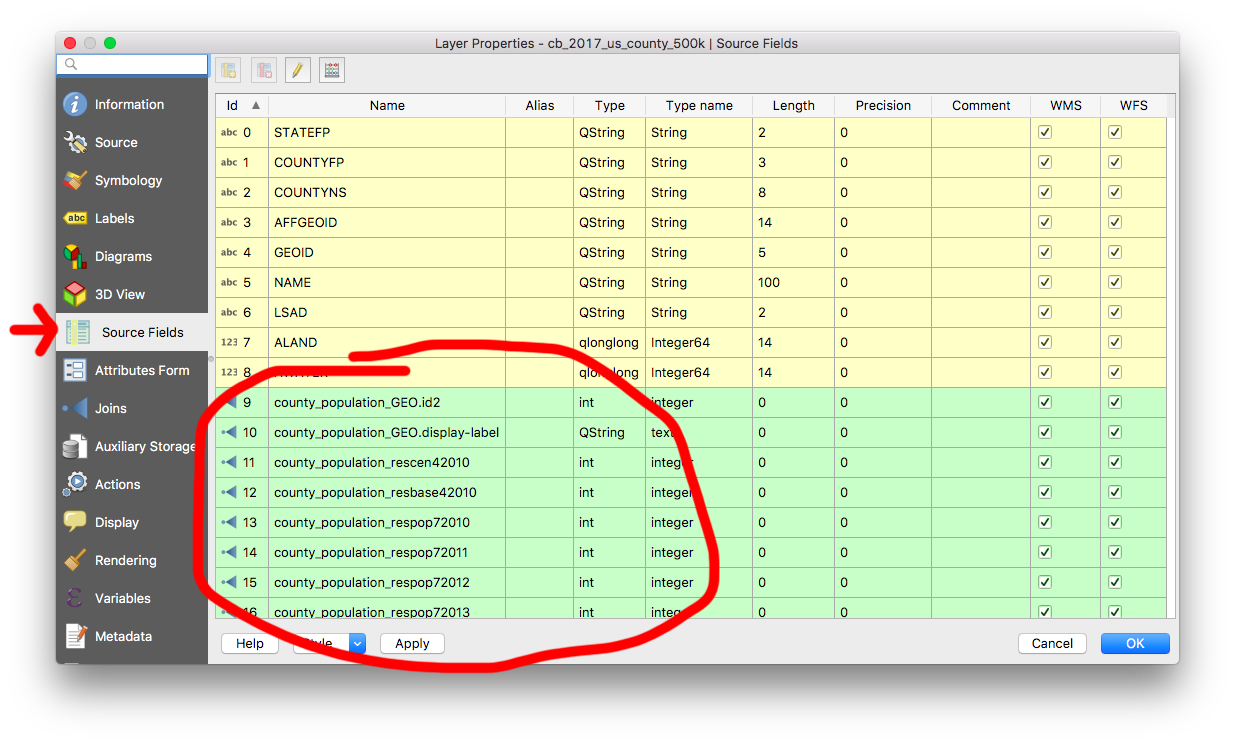 Layer Properties - cb_2017_us_county_500k | Source Fields
Information
Source
Symbology
abc Labels
Diagrams
3D View
Source Fields
Attributes Form
Joins
Auxiliary Storage
Actions
Display
Rendering
Variables
Metadata
Id Name Alias Type Type name Length Precision Comment WMS WFS
abc 0 STATEFP QString String 2 0
abc 1 COUNTYFP QString String 3 0
abc 2 COUNTYNS QString String 8 0
abc 3 AFFGEOID QString String 14 0
abc 4 GEOID QString String 5 0
abc 5 NAME QString String 100 0
abc 6 LSAD QString String 2 0
123 7 ALAND qlonglong Integer64 14 0
123 8 qlonglong Integer64 14 0
9 county_population_GEO.id2 int integer 0 0
10 county_population_GEO.display-label QString text 0 0
11 county_population_rescen42010 int integer 0 0
12 county_population_resbase42010 int integer 0 0
13 county_population_respop72010 int integer 0 0
14 county_population_respop72011 int integer 0 0
15 county_population_respop72012 int integer 0 0
16 county_population_respop72013 int integer 0 0
Help Style Apply Cancel OK